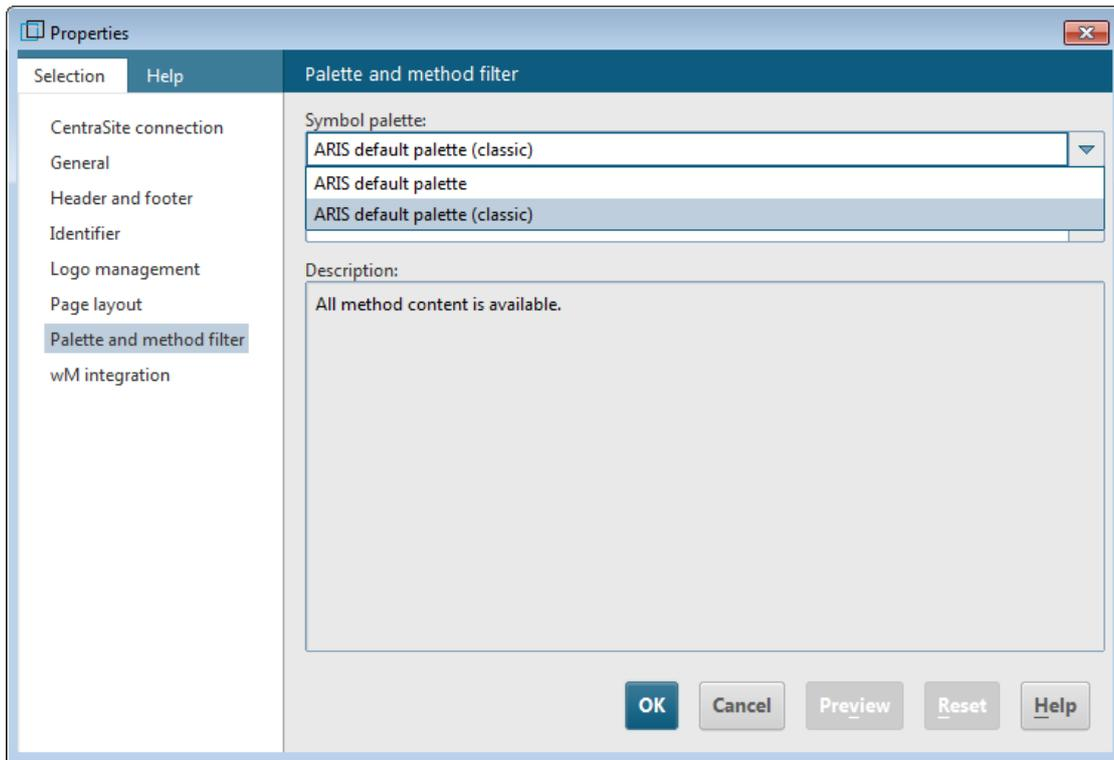 Properties
Selection
Help
CentraSite connection
General
Header and footer
Identifier
Logo management
Page layout
Palette and method filter
wM integration
Palette and method filter
Symbol palette:
ARIS default palette (classic)
ARIS default palette
ARIS default palette (classic)
Description:
All method content is available.
OK
Cancel
Preview
Reset
Help